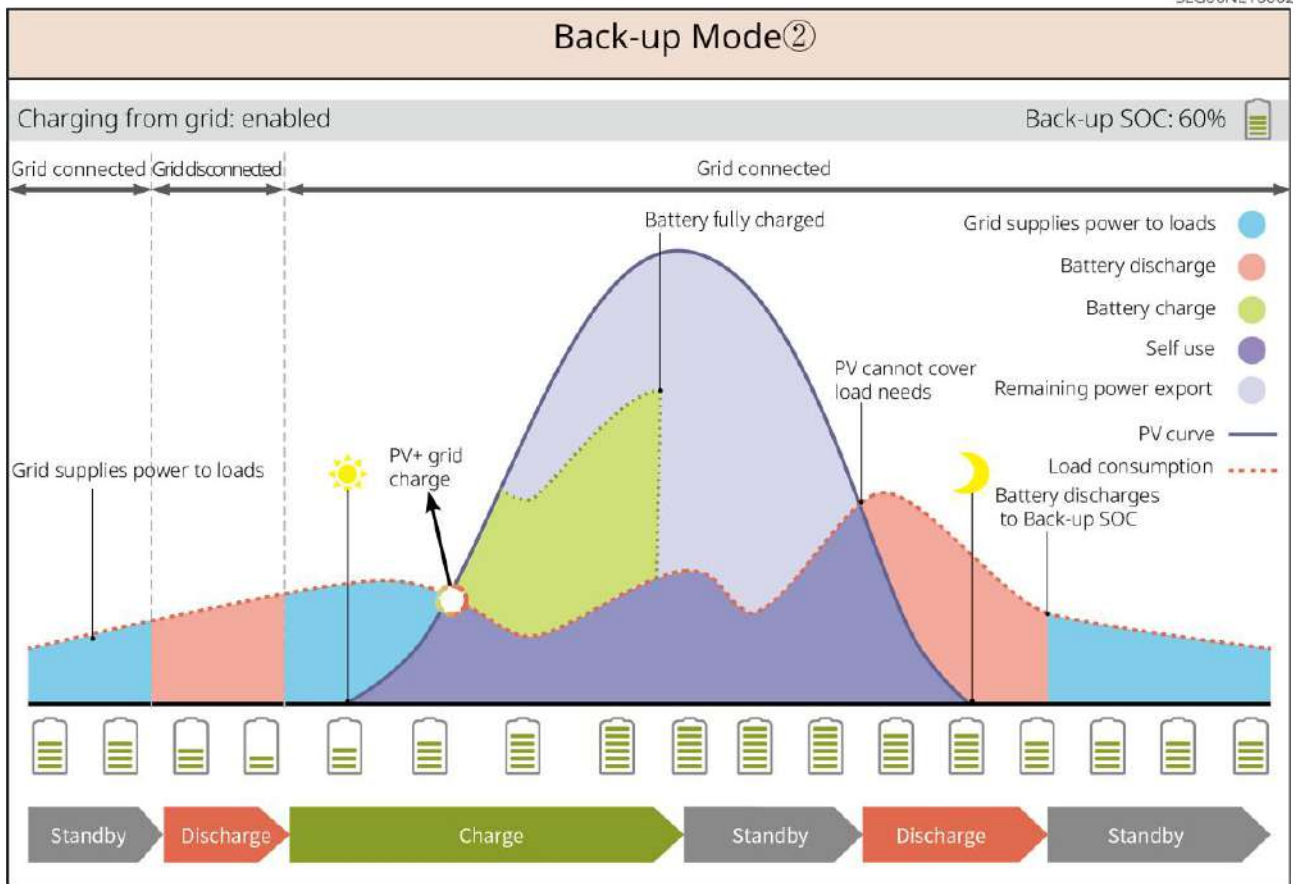 Back-up Mode②
Charging from grid: enabled
Back-up SOC: 60%
Grid connected
Grid disconnected
Grid connected
Battery fully charged
Grid supplies power to loads
Battery discharge
Battery charge
Self use
Remaining power export
PV curve
Load consumption
PV cannot cover
load needs
Grid supplies power to loads
PV+ grid
charge
Battery discharges
to Back-up SOC
Standby
Discharge
Charge
Standby
Discharge
Standby